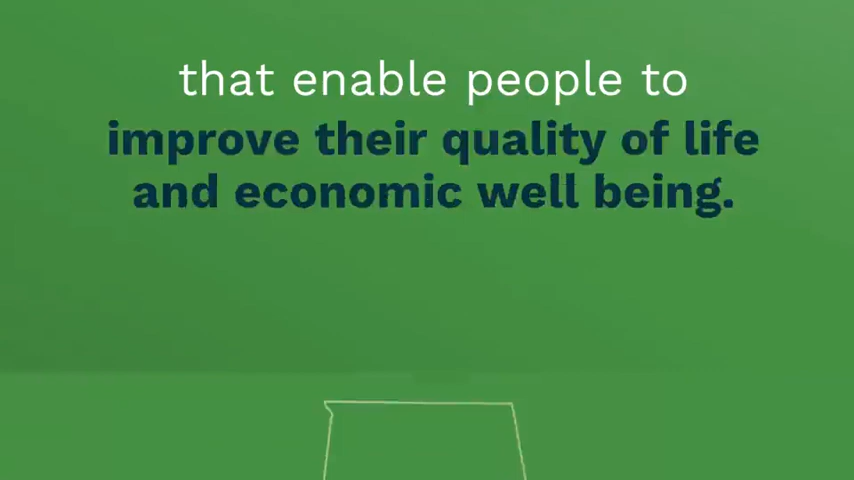 that enable people to
improve their quality of life
and economic well being.